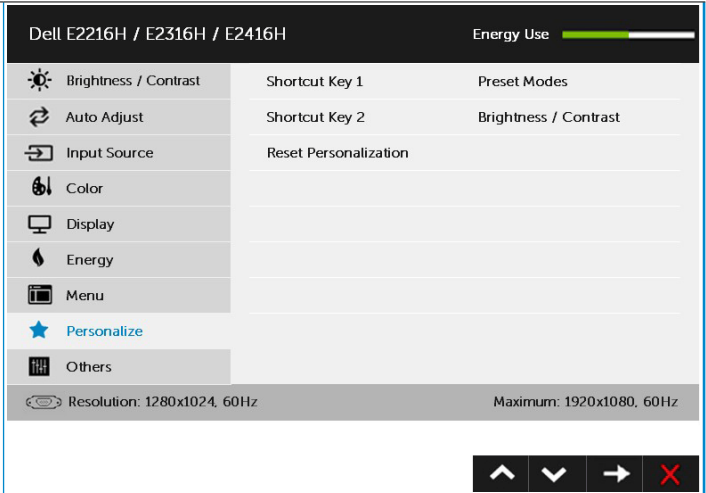 Dell E2216H / E2316H / E2416H Energy Use
Brightness / Contrast Shortcut Key 1 Preset Modes
Auto Adjust Shortcut Key 2 Brightness / Contrast
Input Source Reset Personalization
Color
Display
Energy
Menu
Personalize
Others
Resolution: 1280x1024, 60Hz Maximum: 1920x1080, 60Hz